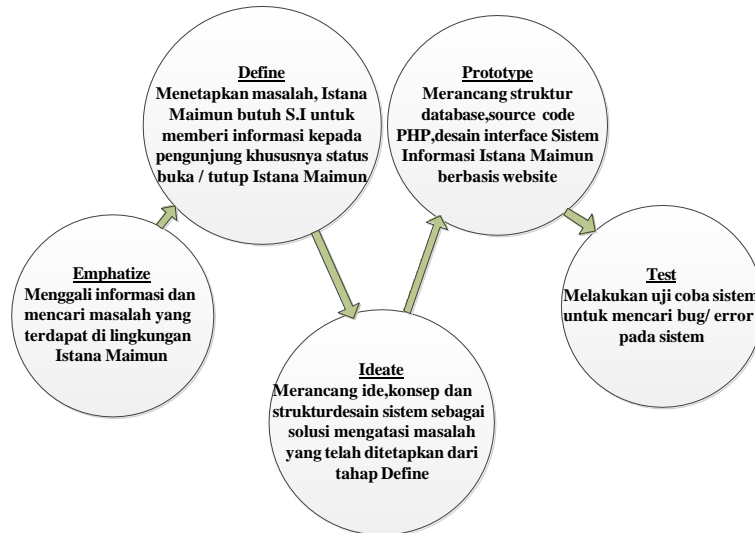 Emphatize
Menggali informasi dan
mencari masalah yang
terdapat di lingkungan
Istana Maimun
Define
Menetapkan masalah, Istana
Maimun butuh S.I untuk
memberi informasi kepada
pengunjung khususnya status
buka / tutup Istana Maimun
Ideate
Merancang ide,konsep dan
strukturdesain sistem sebagai
solusi mengatasi masalah
yang telah ditetapkan dari
tahap Define
Prototype
Merancang struktur
database,source code
PHP,desain interface Sistem
Informasi Istana Maimun
berbasis website
Test
Melakukan uji coba sistem
untuk mencari bug/ error
pada sistem